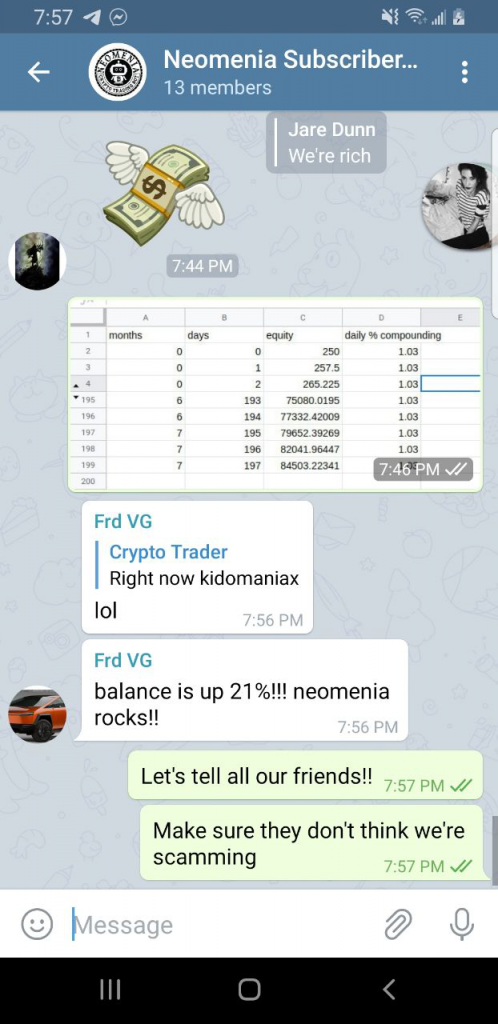 7:57
Neomenia Subscriber...
13 members
NEOMENIA
Jare Dunn
We're rich
$
7:44 PM
A B C D E
1 months days equity daily % compounding
2 0 0 250 1.03
3 0 1 257.5 1.03
4 0 2 265.225 1.03
195 6 193 75080.0195 1.03
196 6 194 77332.42009 1.03
197 7 195 79652.39269 1.03
198 7 196 82041.96447 1.03
199 7 197 84503.22341
200
7:46 PM
Frd VG
Crypto Trader
Right now kidomaniax
lol
7:56 PM
Frd VG
balance is up 21%!!! neomenia
rocks!!
7:56 PM
Let's tell all our friends!!
7:57 PM
Make sure they don't think we're
scamming
7:57 PM
Message